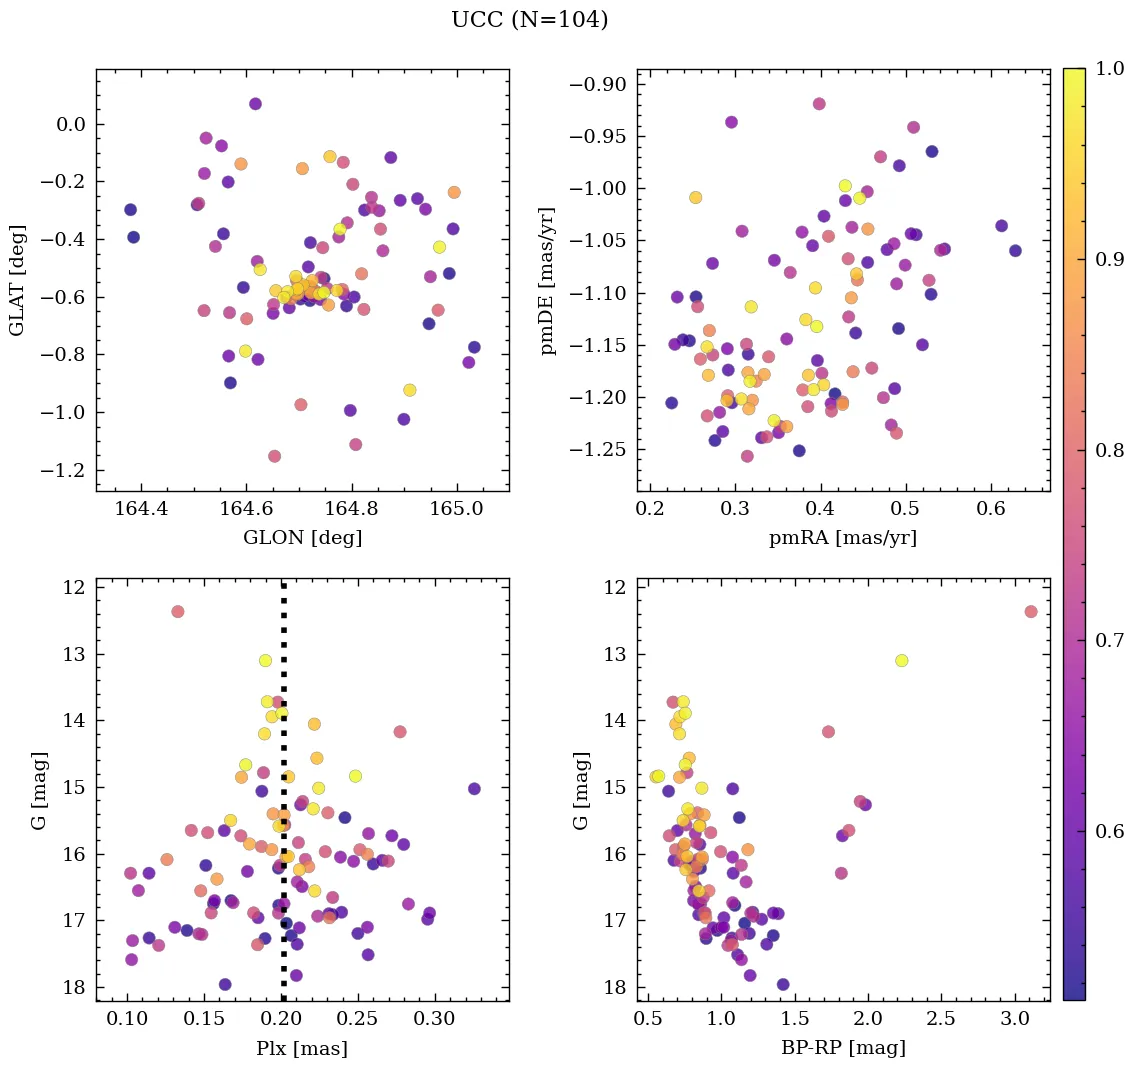 UCC (N=104)
0.0
−0.2
−0.4
−0.6
−0.8
−1.0
−1.2
GLAT [deg]
164.4 164.6 164.8 165.0
GLON [deg]
−0.90
−0.95
−1.00
−1.05
−1.10
−1.15
−1.20
−1.25
pmDE [mas/yr]
0.2 0.3 0.4 0.5 0.6
pmRA [mas/yr]
1.0
0.9
0.8
0.7
0.6
12
13
14
15
16
17
18
G [mag]
0.10 0.15 0.20 0.25 0.30
Plx [mas]
12
13
14
15
16
17
18
G [mag]
0.5 1.0 1.5 2.0 2.5 3.0
BP-RP [mag]